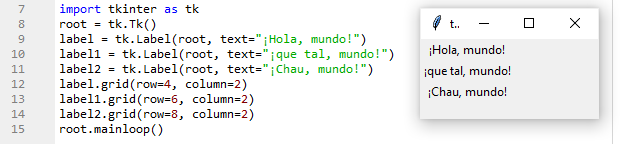 7 import tkinter as tk
8 root = tk.Tk()
9 label = tk.Label(root, text="¡Hola, mundo!")
10 label1 = tk.Label(root, text="¡que tal, mundo!")
11 label2 = tk.Label(root, text="¡Chau, mundo!")
12 label.grid(row=4, column=2)
13 label1.grid(row=6, column=2)
14 label2.grid(row=8, column=2)
15 root.mainloop()
t..
¡Hola, mundo!
¡que tal, mundo!
¡Chau, mundo!